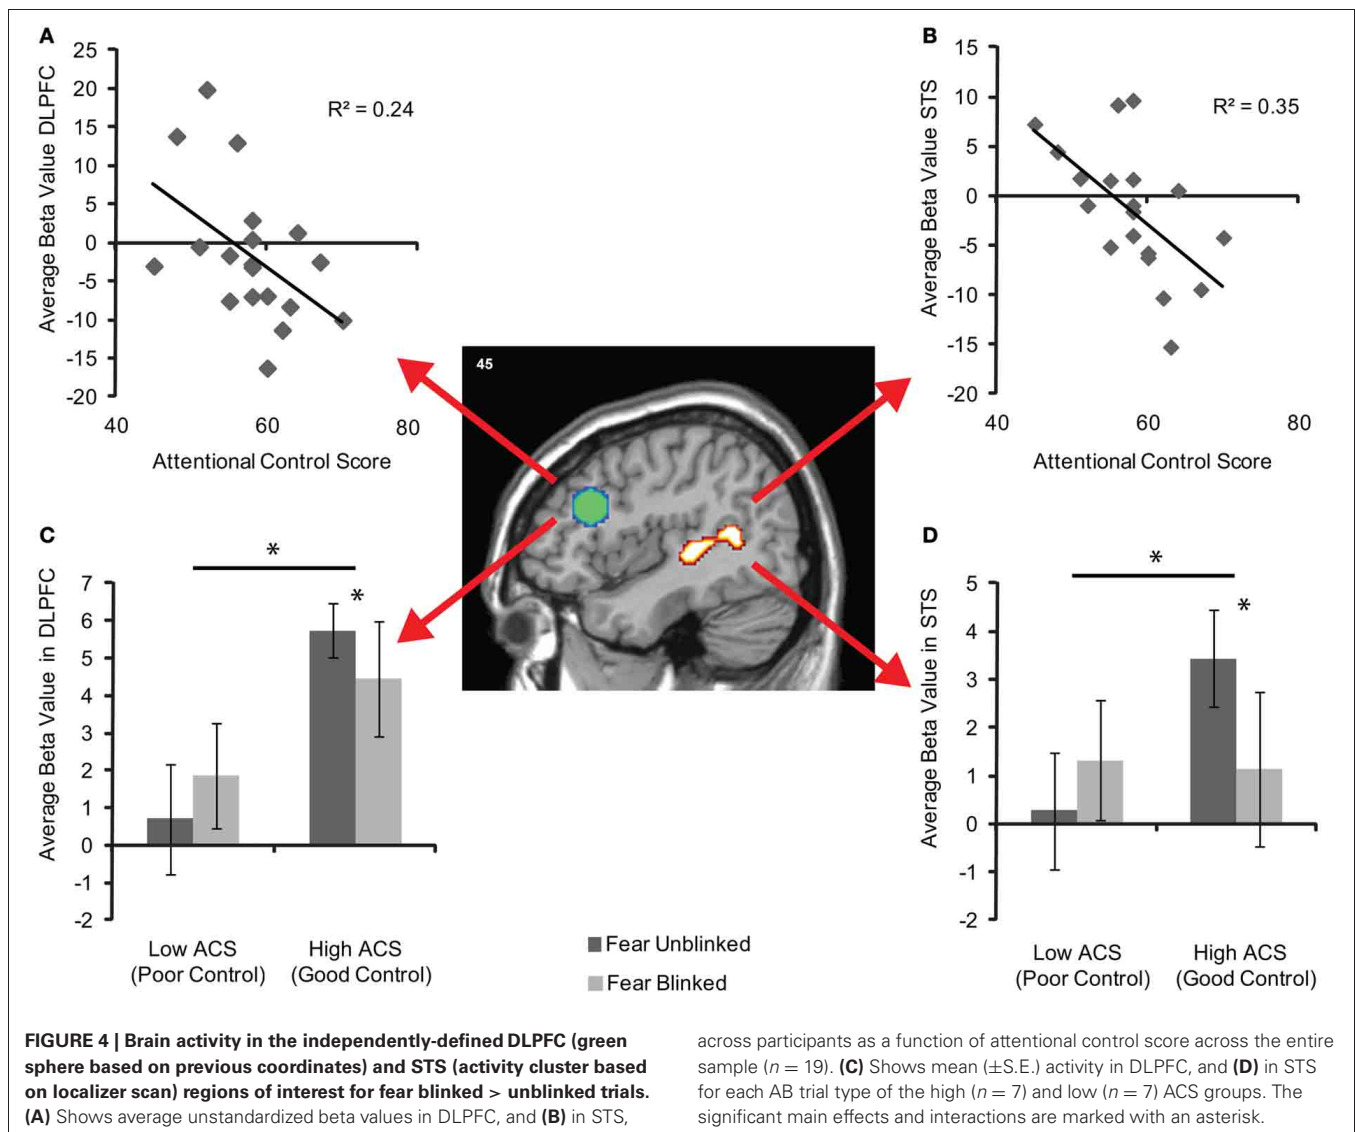 A
25
20
15
10
5
0
-5
-10
-15
-20
40 60 80
Average Beta Value DLPFC
R² = 0.24
Attentional Control Score
B
15
10
5
0
-5
-10
-15
-20
40 60 80
Average Beta Value STS
R² = 0.35
Attentional Control Score
45
C
7
6
5
4
3
2
1
0
-1
-2
Average Beta Value in DLPFC
*
*
Low ACS High ACS
(Poor Control) (Good Control)
Fear Unblinked
Fear Blinked
D
5
4
3
2
1
0
-1
-2
Average Beta Value in STS
*
*
Low ACS High ACS
(Poor Control) (Good Control)
FIGURE 4 | Brain activity in the independently-defined DLPFC (green
sphere based on previous coordinates) and STS (activity cluster based
on localizer scan) regions of interest for fear blinked > unblinked trials.
(A) Shows average unstandardized beta values in DLPFC, and (B) in STS,
across participants as a function of attentional control score across the entire
sample (n = 19). (C) Shows mean (±S.E.) activity in DLPFC, and (D) in STS
for each AB trial type of the high (n = 7) and low (n = 7) ACS groups. The
significant main effects and interactions are marked with an asterisk.